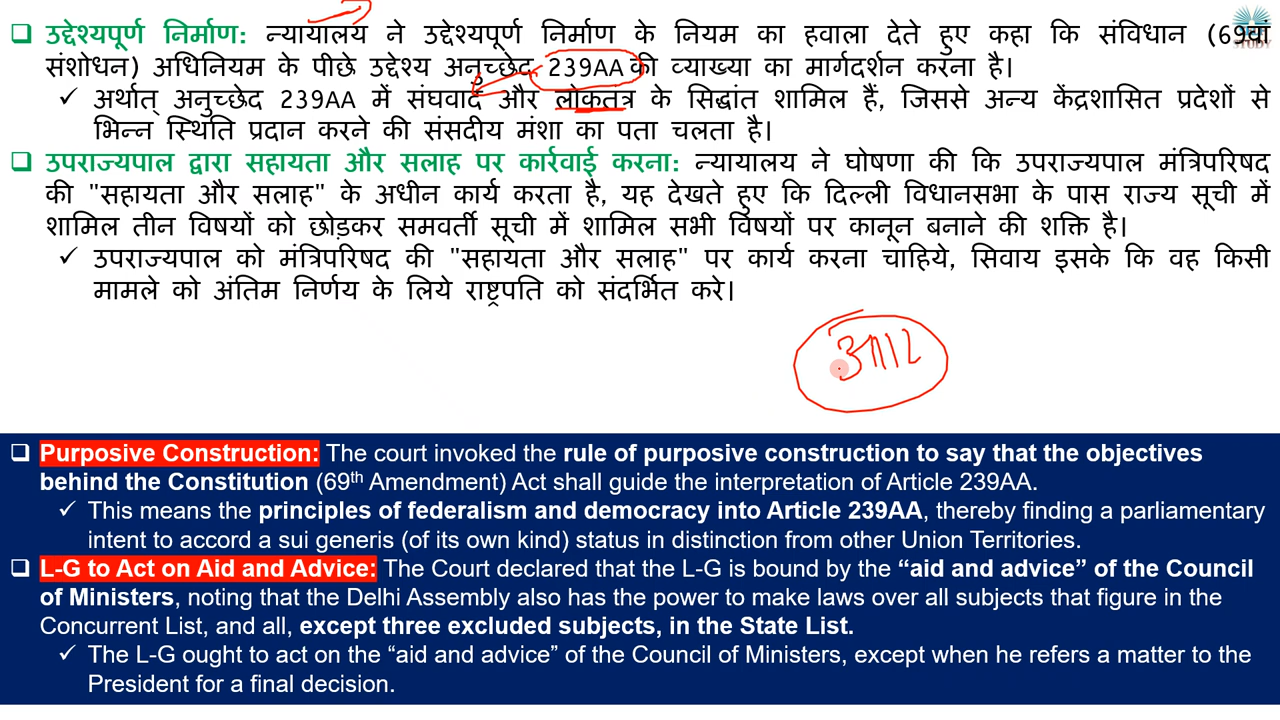 ❑ उद्देश्यपूर्ण निर्माण: न्यायालय ने उद्देश्यपूर्ण निर्माण के नियम का हवाला देते हुए कहा कि संविधान (69वां
संशोधन) अधिनियम के पीछे उद्देश्य अनुच्छेद 239AA की व्याख्या का मार्गदर्शन करना है।
✓ अर्थात् अनुच्छेद 239AA में संघवाद और लोकतंत्र के सिद्धांत शामिल हैं, जिससे अन्य केंद्रशासित प्रदेशों से
भिन्न स्थिति प्रदान करने की संसदीय मंशा का पता चलता है।
❑ उपराज्यपाल द्वारा सहायता और सलाह पर कार्रवाई करना: न्यायालय ने घोषणा की कि उपराज्यपाल मंत्रिपरिषद
की "सहायता और सलाह" के अधीन कार्य करता है, यह देखते हुए कि दिल्ली विधानसभा के पास राज्य सूची में
शामिल तीन विषयों को छोड़कर समवर्ती सूची में शामिल सभी विषयों पर कानून बनाने की शक्ति है।
✓ उपराज्यपाल को मंत्रिपरिषद की "सहायता और सलाह" पर कार्य करना चाहिये, सिवाय इसके कि वह किसी
मामले को अंतिम निर्णय के लिये राष्ट्रपति को संदर्भित करे।
❑ Purposive Construction: The court invoked the rule of purposive construction to say that the objectives
behind the Constitution (69th Amendment) Act shall guide the interpretation of Article 239AA.
✓ This means the principles of federalism and democracy into Article 239AA, thereby finding a parliamentary
intent to accord a sui generis (of its own kind) status in distinction from other Union Territories.
❑ L-G to Act on Aid and Advice: The Court declared that the L-G is bound by the “aid and advice” of the Council
of Ministers, noting that the Delhi Assembly also has the power to make laws over all subjects that figure in the
Concurrent List, and all, except three excluded subjects, in the State List.
✓ The L-G ought to act on the “aid and advice” of the Council of Ministers, except when he refers a matter to the
President for a final decision.